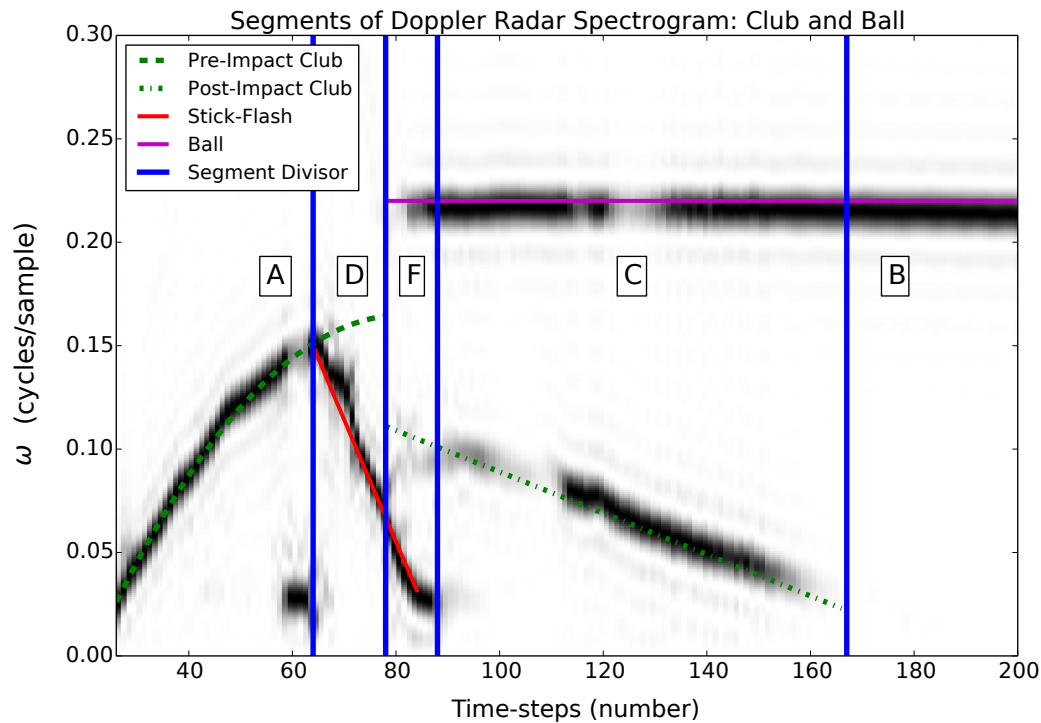 Segments of Doppler Radar Spectrogram: Club and Ball
0.30
0.25
0.20
0.15
0.10
0.05
0.00
ω (cycles/sample)
Pre-Impact Club
Post-Impact Club
Stick-Flash
Ball
Segment Divisor
A D F C B
40 60 80 100 120 140 160 180 200
Time-steps (number)